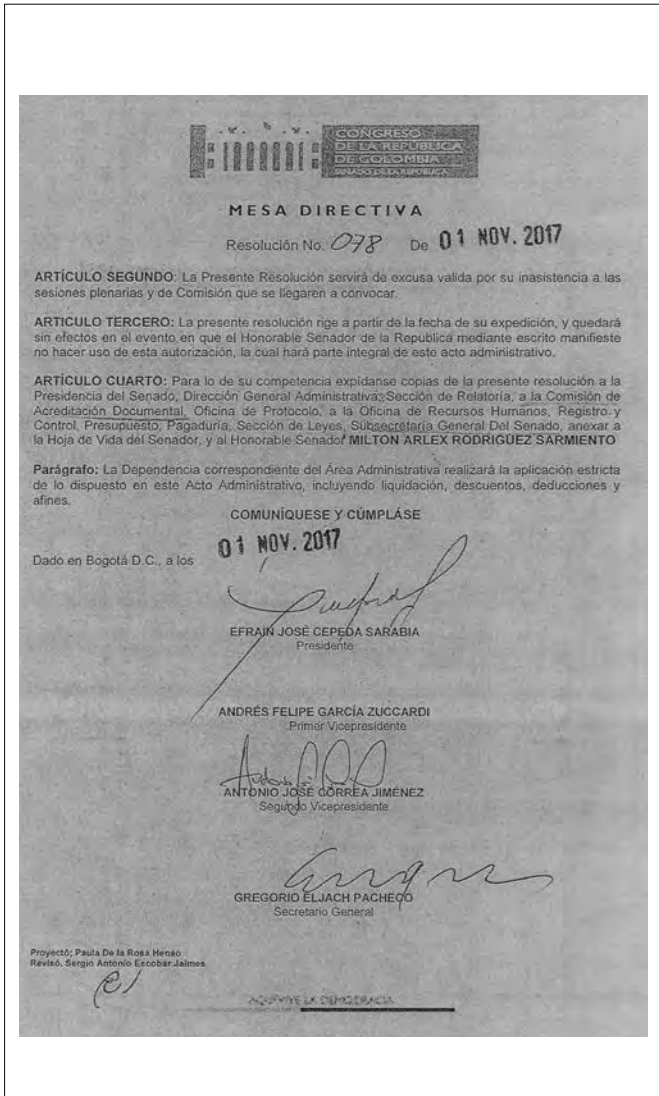 CONGRESO
DE LA REPÚBLICA
DE COLOMBIA
SENADO DE LA REPÚBLICA
MESA DIRECTIVA
Resolución No. 078 De 01 NOV. 2017
ARTÍCULO SEGUNDO: La Presente Resolución servirá de excusa valida por su inasistencia a las
sesiones plenarias y de Comisión que se llegaren a convocar.
ARTICULO TERCERO: La presente resolución rige a partir de la fecha de su expedición, y quedará
sin efectos en el evento en que el Honorable Senador de la Republica mediante escrito manifieste
no hacer uso de esta autorización, la cual hará parte integral de este acto administrativo.
ARTÍCULO CUARTO: Para lo de su competencia expídanse copias de la presente resolución a la
Presidencia del Senado, Dirección General Administrativa, Sección de Relatoría, a la Comisión de
Acreditación Documental, Oficina de Protocolo, a la Oficina de Recursos Humanos, Registro y
Control, Presupuesto, Pagaduría, Sección de Leyes, Subsecretaría General Del Senado, anexar a
la Hoja de Vida del Senador, y al Honorable Senador MILTON ARLEX RODRÍGUEZ SARMIENTO
Parágrafo: La Dependencia correspondiente del Área Administrativa realizará la aplicación estricta
de lo dispuesto en este Acto Administrativo, incluyendo liquidación, descuentos, deducciones y
afines.
COMUNÍQUESE Y CÚMPLÁSE
Dado en Bogotá D.C., a los 01 NOV. 2017
EFRAIN JOSÉ CEPEDA SARABIA
Presidente
ANDRÉS FELIPE GARCÍA ZUCCARDI
Primer Vicepresidente
ANTONIO JOSÉ CORREA JIMÉNEZ
Segundo Vicepresidente
GREGORIO ELJACH PACHECO
Secretario General
Proyectó: Paula De la Rosa Henao
Revisó. Sergio Antonio Escobar Jaimes
AQUÍ VIVE LA DEMOCRACIA